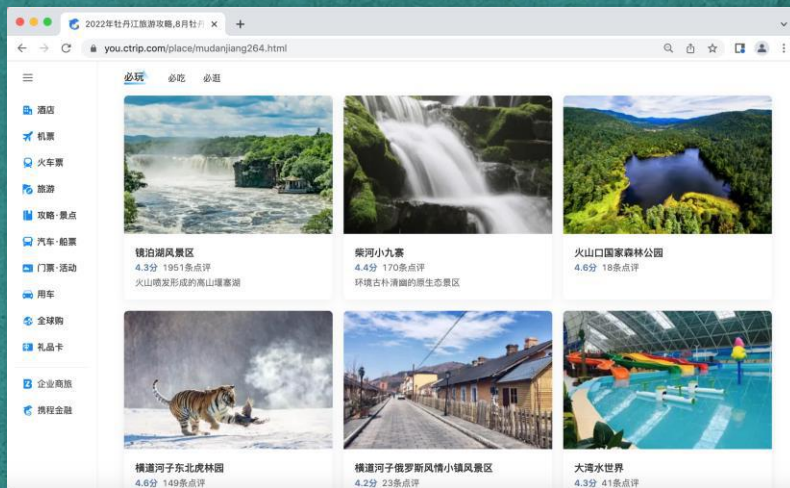 2022年牡丹江旅游攻略,8月牡丹
you.ctrip.com/place/mudanjiang264.html
必玩 必吃 必逛
酒店
机票
火车票
旅游
攻略·景点
汽车·船票
门票·活动
用车
全球购
礼品卡
企业商旅
携程金融
镜泊湖风景区
4.3分 1951条点评
火山喷发形成的高山堰塞湖
柴河小九寨
4.4分 170条点评
环境古朴清幽的原生态景区
火山口国家森林公园
4.6分 18条点评
横道河子东北虎林园
4.6分 149条点评
横道河子俄罗斯风情小镇风景区
4.2分 23条点评
大湾水世界
4.3分 41条点评